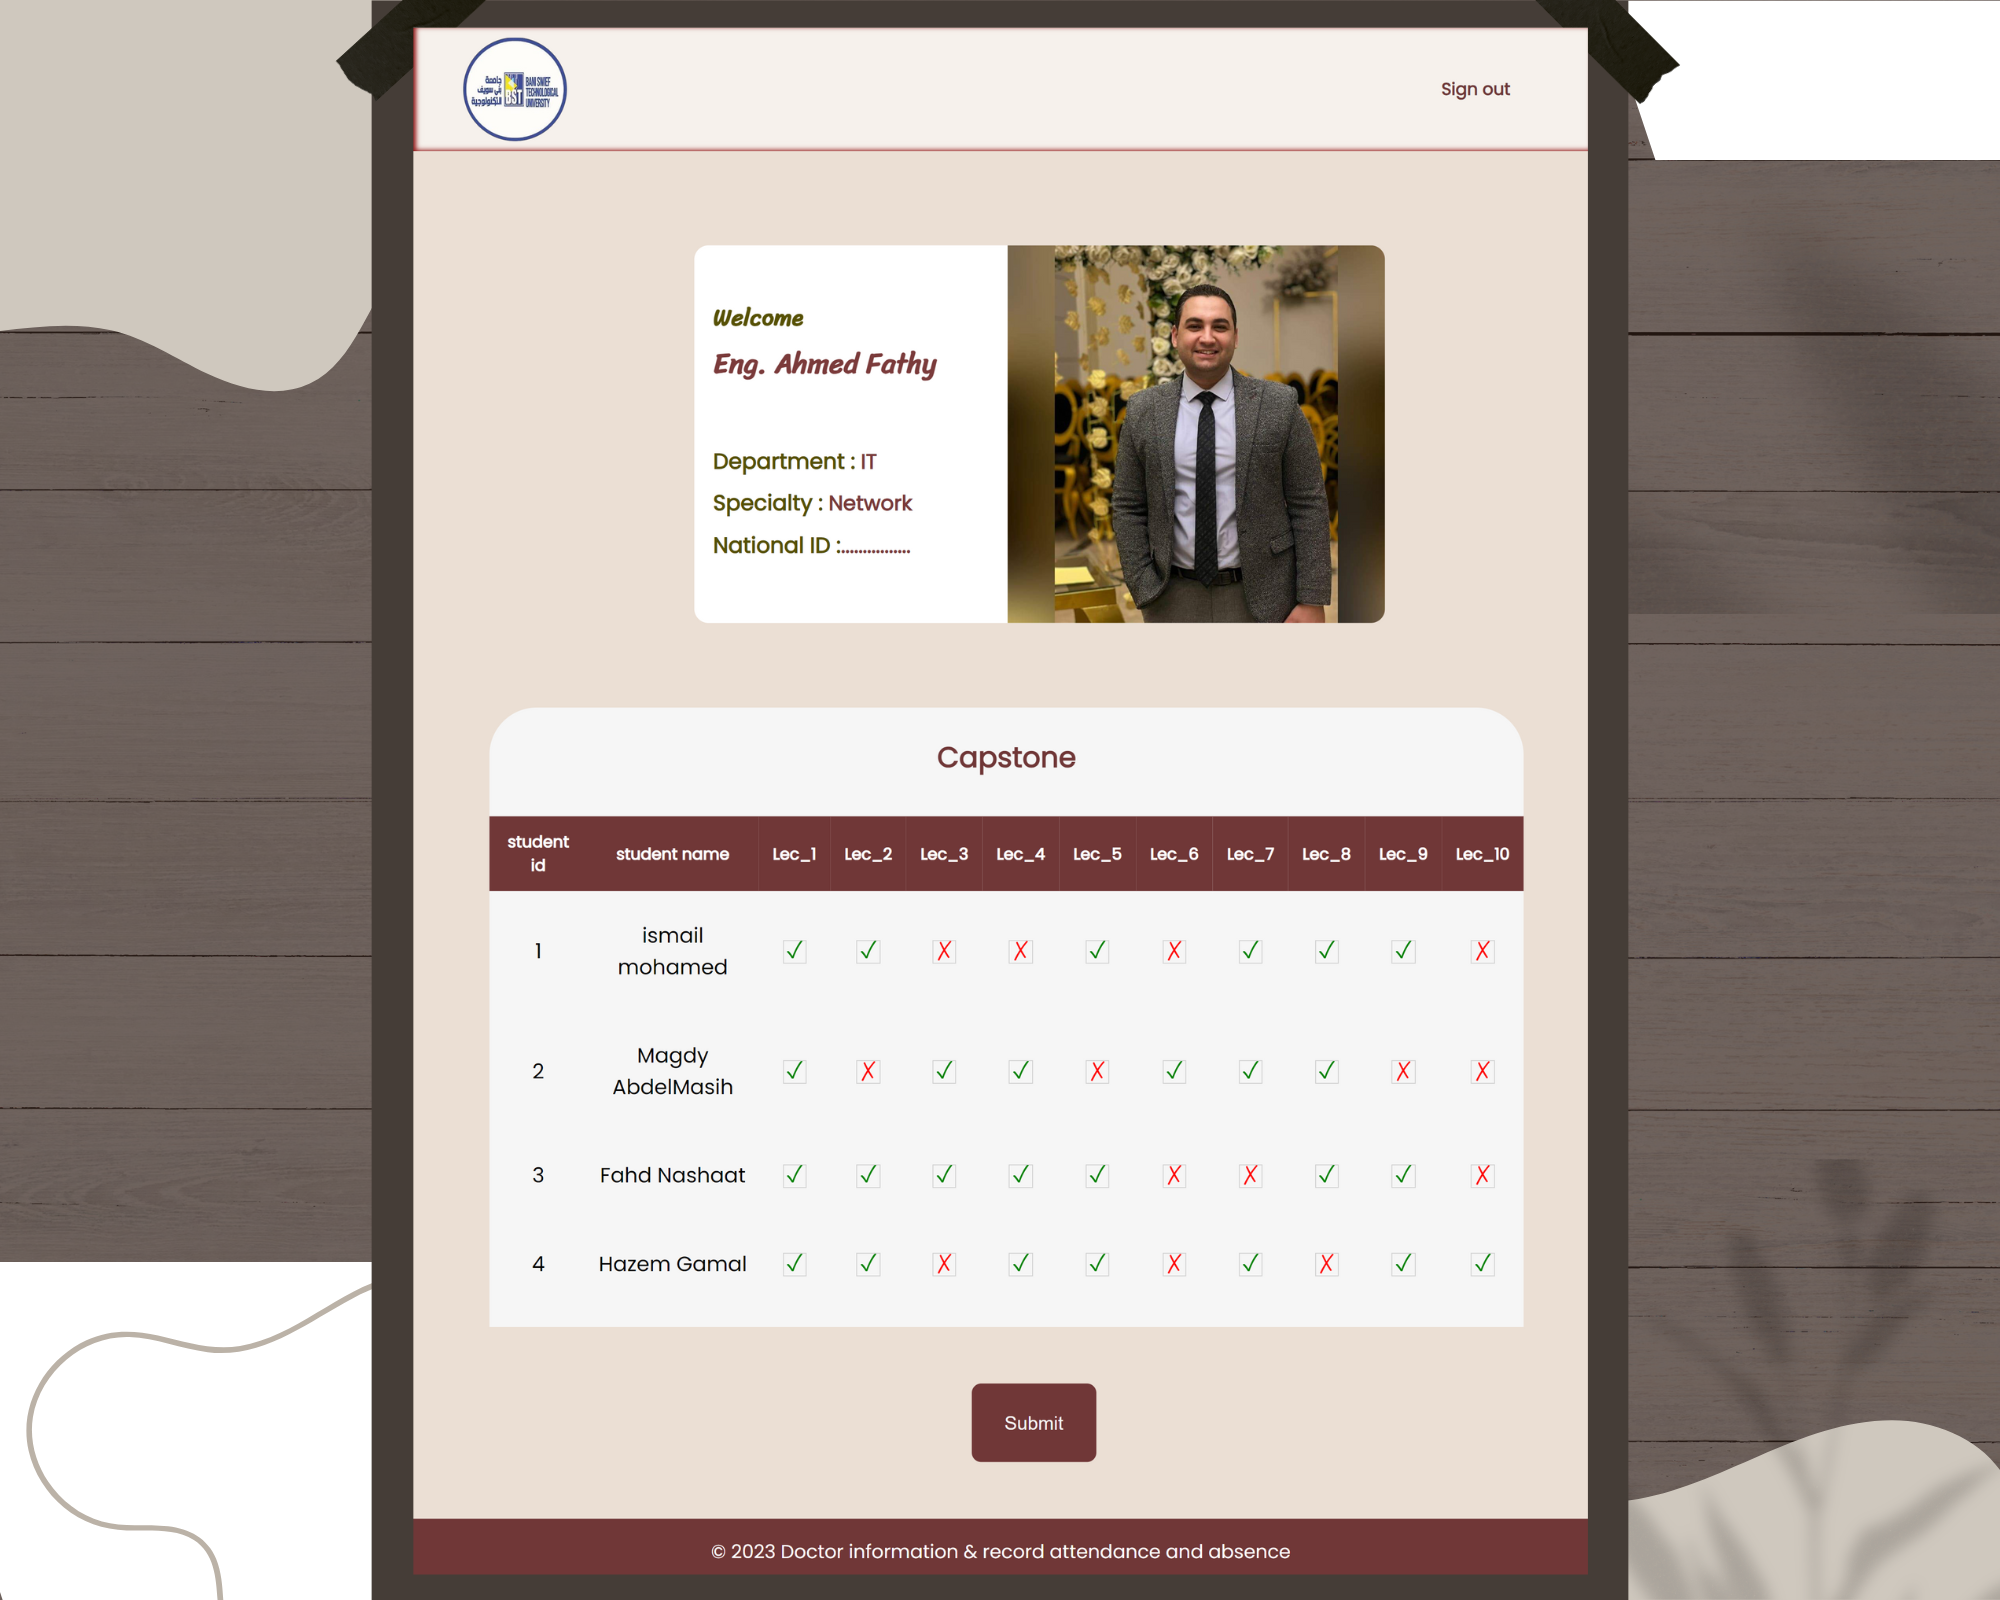 جامعة
بني سويف
التكنولوجية
BST
BANI SWIEF
TECHNOLOGICAL
UNIVERSITY
Sign out
Welcome
Eng. Ahmed Fathy
Department : IT
Specialty : Network
National ID :................
Capstone
student id student name Lec_1 Lec_2 Lec_3 Lec_4 Lec_5 Lec_6 Lec_7 Lec_8 Lec_9 Lec_10
1 ismail mohamed ✓ ✓ ✗ ✗ ✓ ✗ ✓ ✓ ✓ ✗
2 Magdy AbdelMasih ✓ ✗ ✓ ✓ ✗ ✓ ✓ ✓ ✗ ✗
3 Fahd Nashaat ✓ ✓ ✓ ✓ ✓ ✗ ✗ ✓ ✓ ✗
4 Hazem Gamal ✓ ✓ ✗ ✓ ✓ ✗ ✓ ✗ ✓ ✓
Submit
© 2023 Doctor information & record attendance and absence